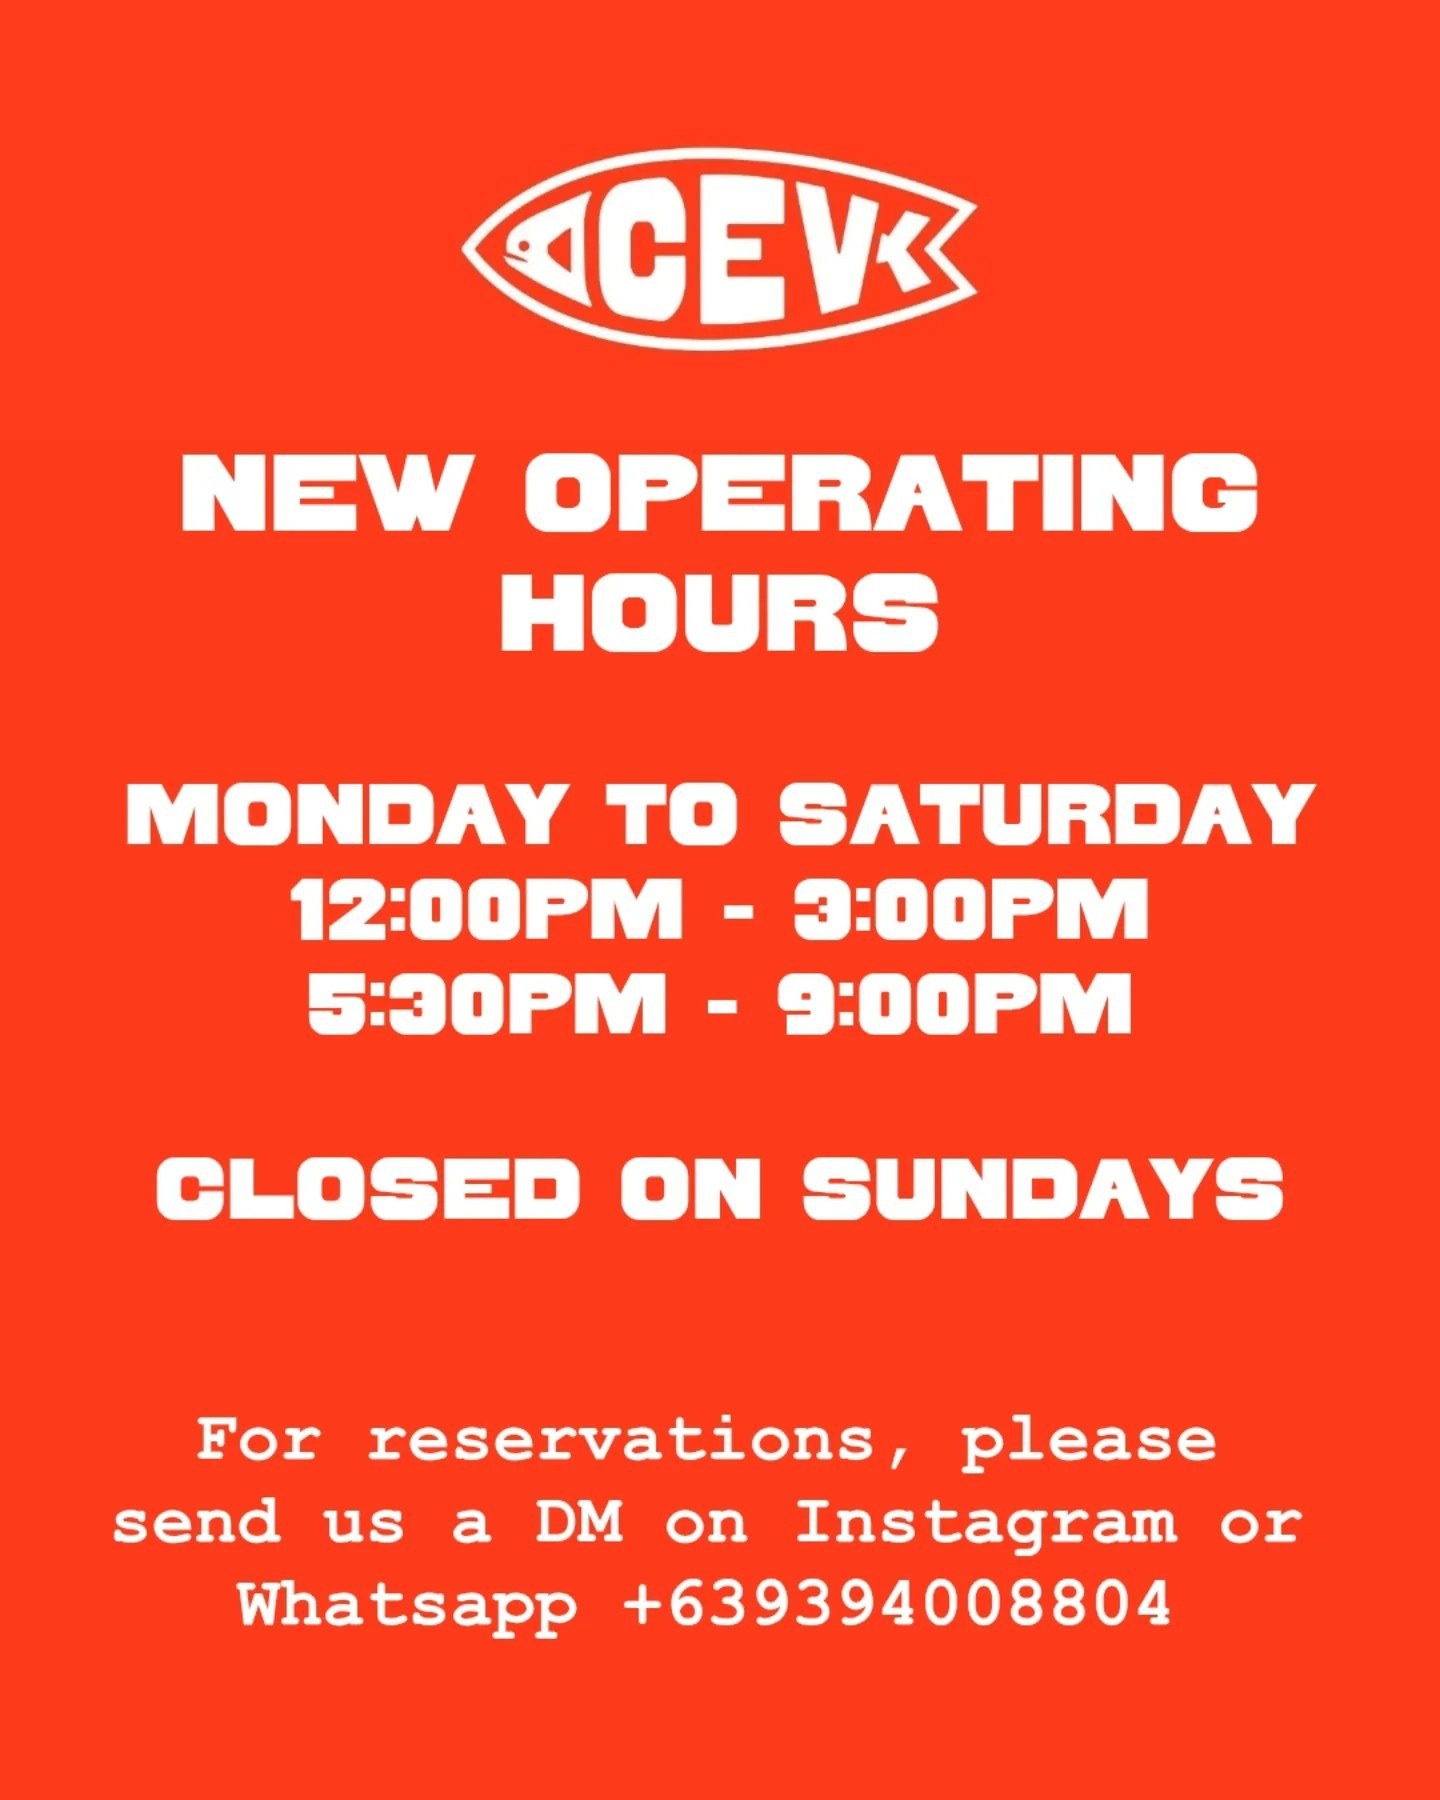 CEV
NEW OPERATING
HOURS
MONDAY TO SATURDAY
12:00PM - 3:00PM
5:30PM - 9:00PM
CLOSED ON SUNDAYS
For reservations, please
send us a DM on Instagram or
Whatsapp +639394008804